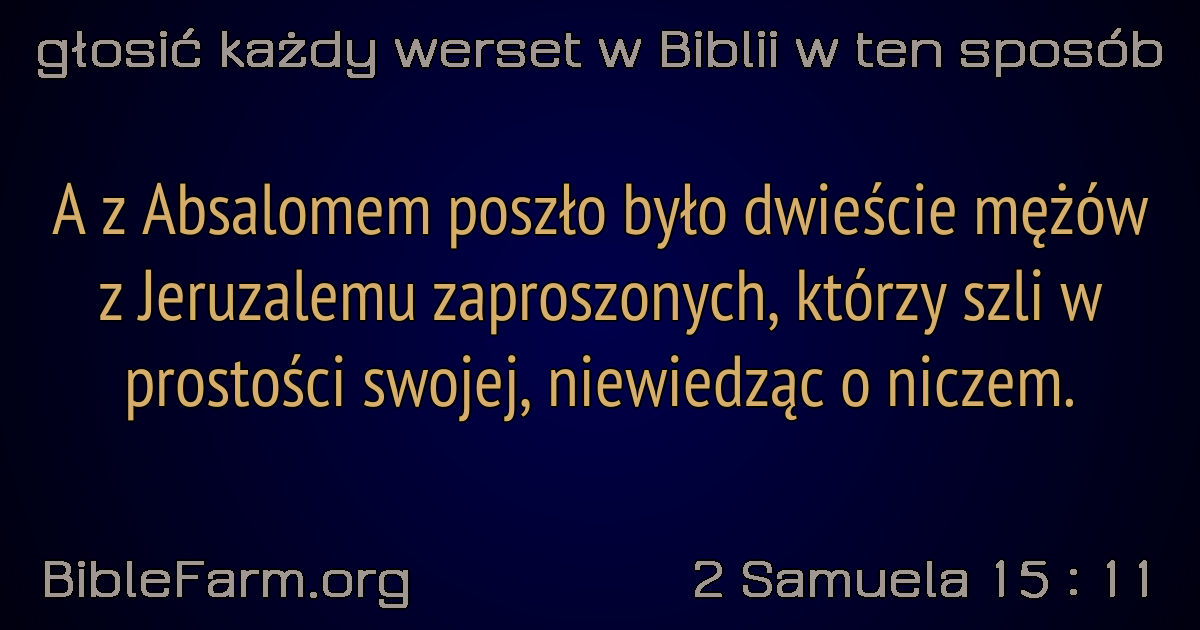 głosić każdy werset w Biblii w ten sposób
A z Absalomem poszło było dwieście mężów
z Jeruzalemu zaproszonych, którzy szli w
prostości swojej, niewiedząc o niczem.
BibleFarm.org
2 Samuela 15 : 11